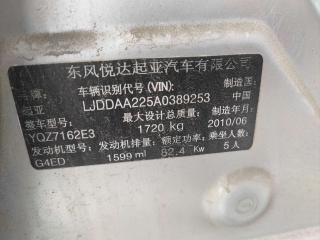 东风悦达起亚汽车有限公司
品牌 车辆识别代号(VIN): 制造国
起亚 LJDDAA225A0389253 中国
整车型号 最大设计总质量: 制造年月:
YQZ7162E3 1720 kg 2010/06
发动机型号 发动机排量: 额定功率: 乘坐人数:
G4ED 1599 ml 82.4 Kw 5人